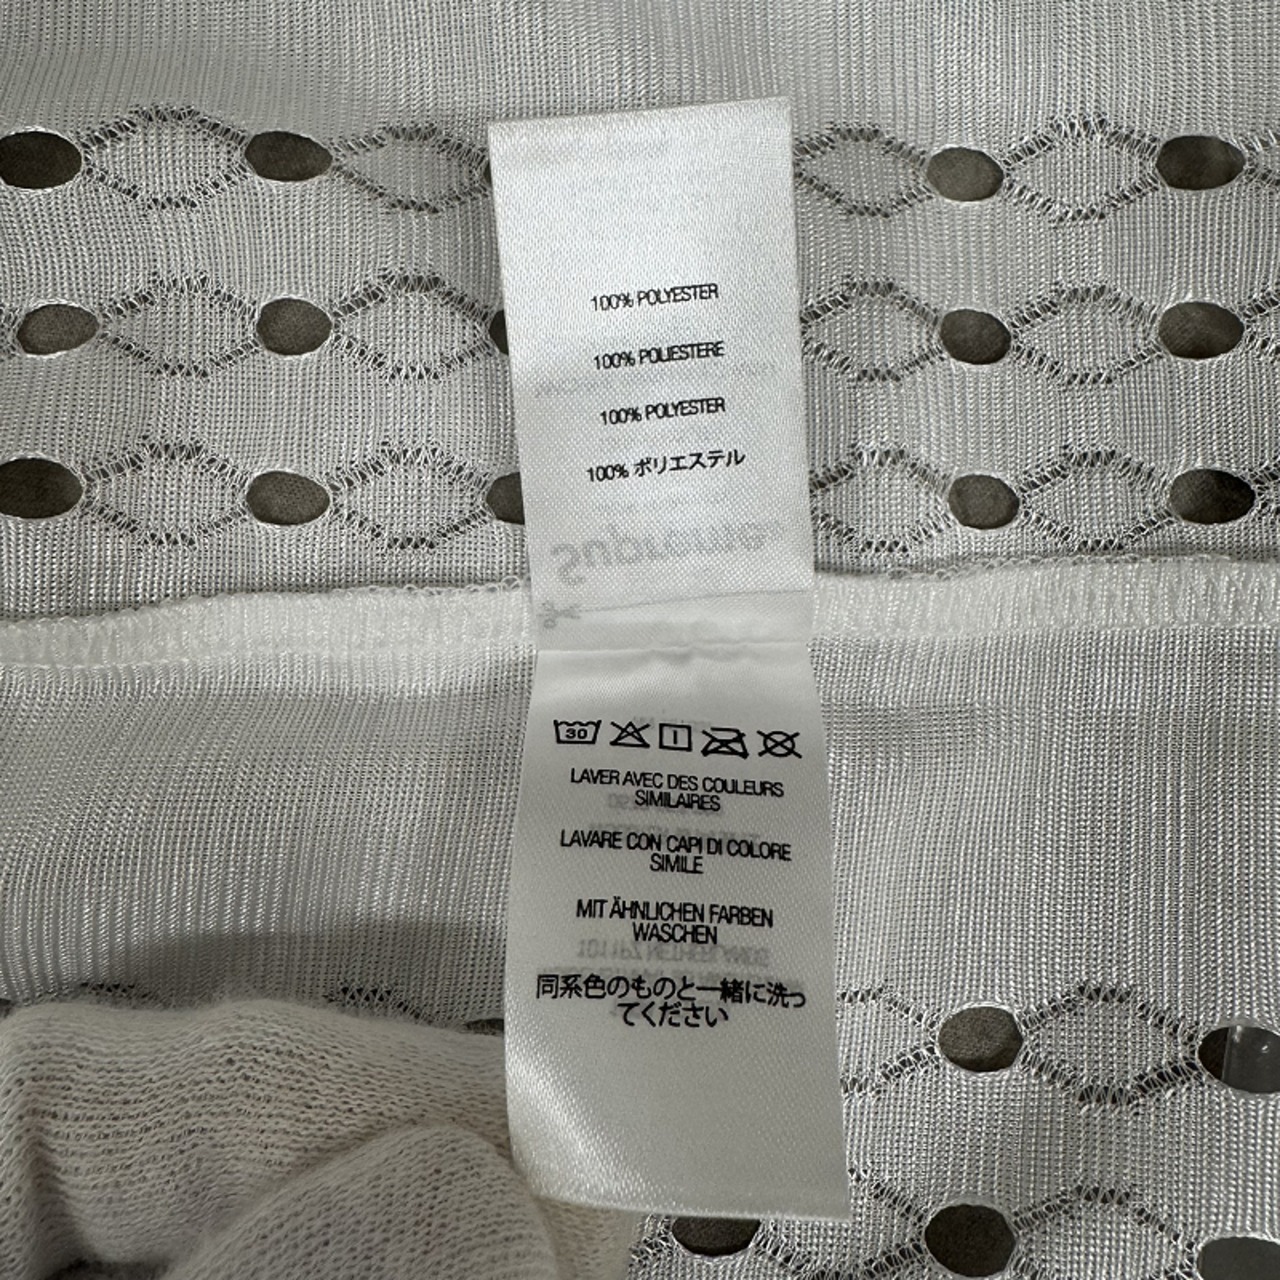 100% POLYESTER
100% POLIESTERE
100% POLYESTER
100% ポリエステル
Supreme
30
LAVER AVEC DES COULEURS
SIMILAIRES
LAVARE CON CAPI DI COLORE
SIMILE
MIT ÄHNLICHEN FARBEN
WASCHEN
同系色のものと一緒に洗っ
てください